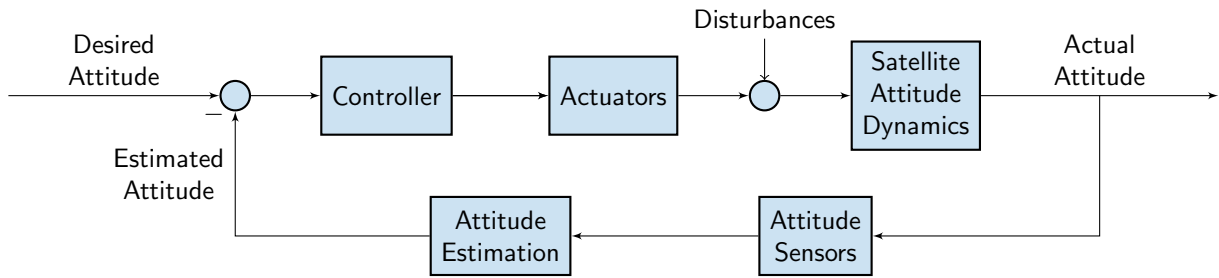 Disturbances
Desired
Attitude
Controller
Actuators
Satellite
Attitude
Dynamics
Actual
Attitude
−
Estimated
Attitude
Attitude
Estimation
Attitude
Sensors